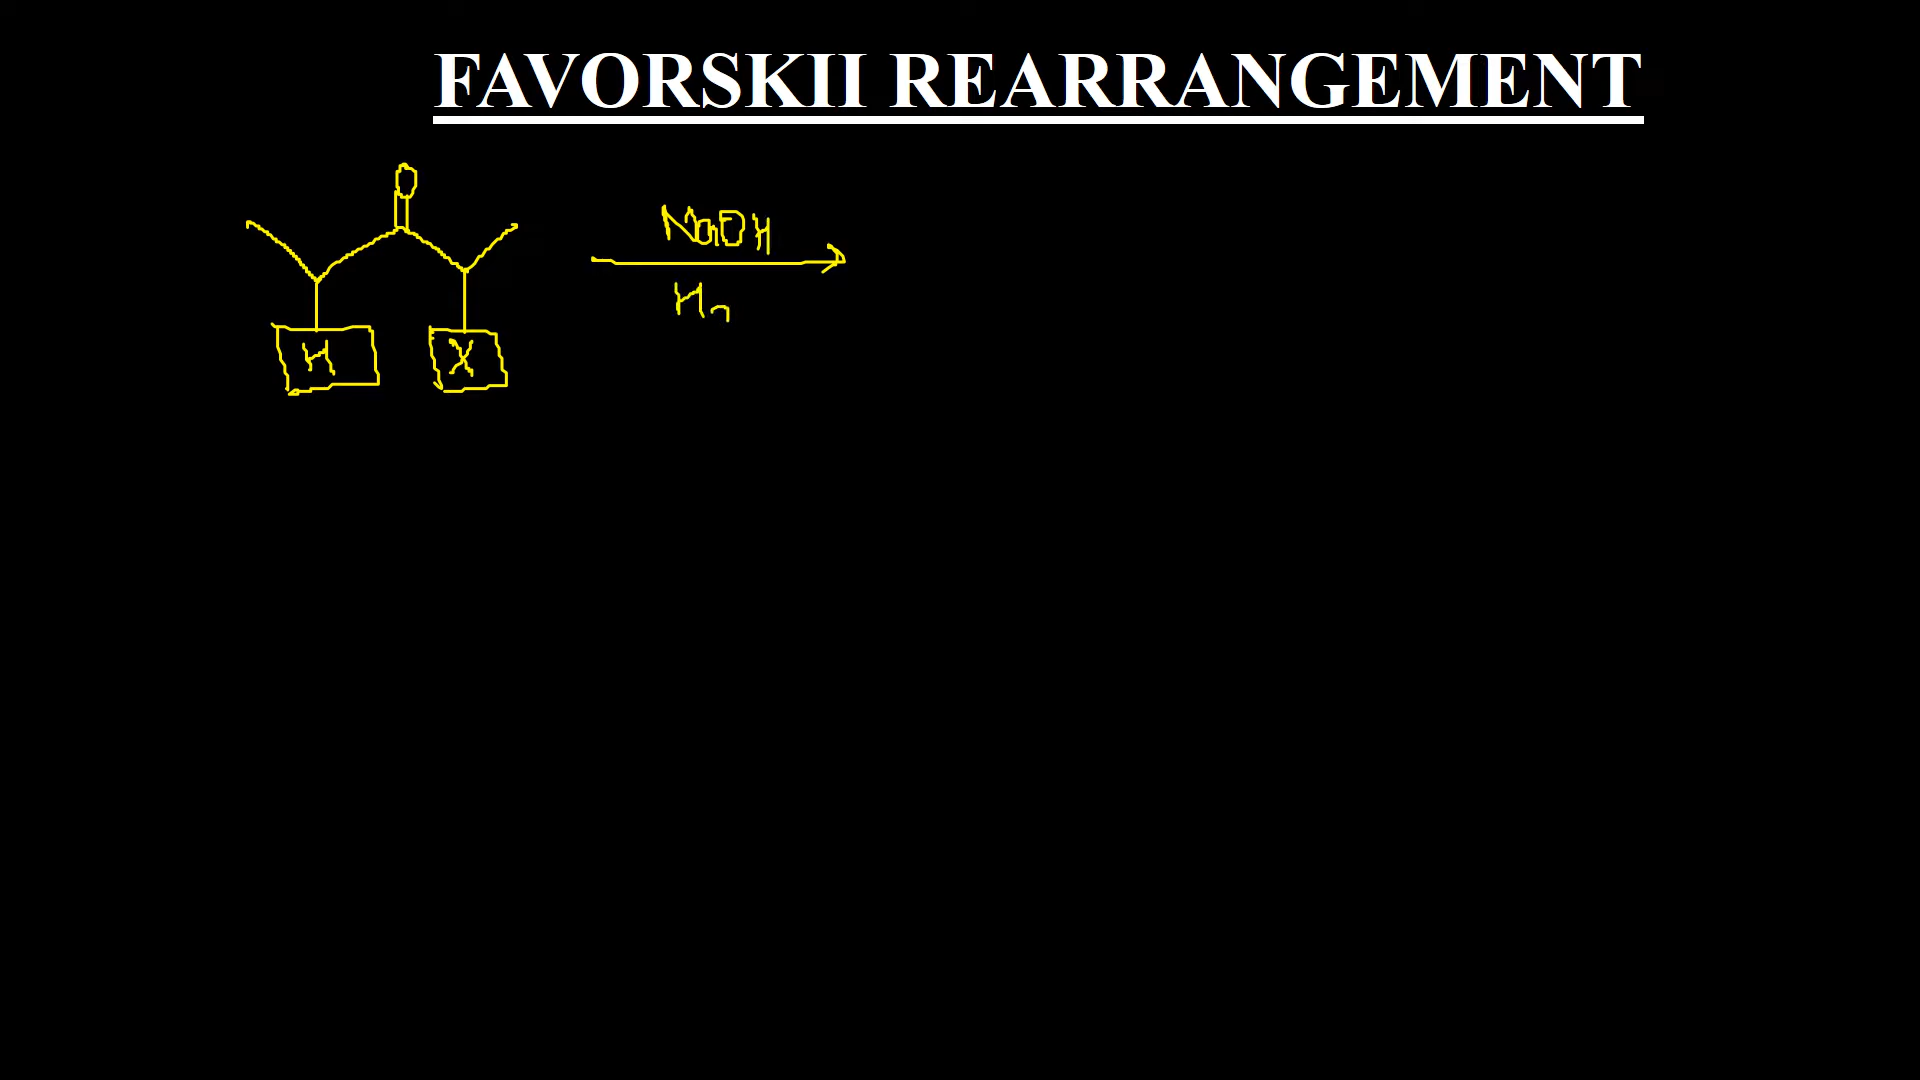 FAVORSKII REARRANGEMENT
O
NaOH
H
H X